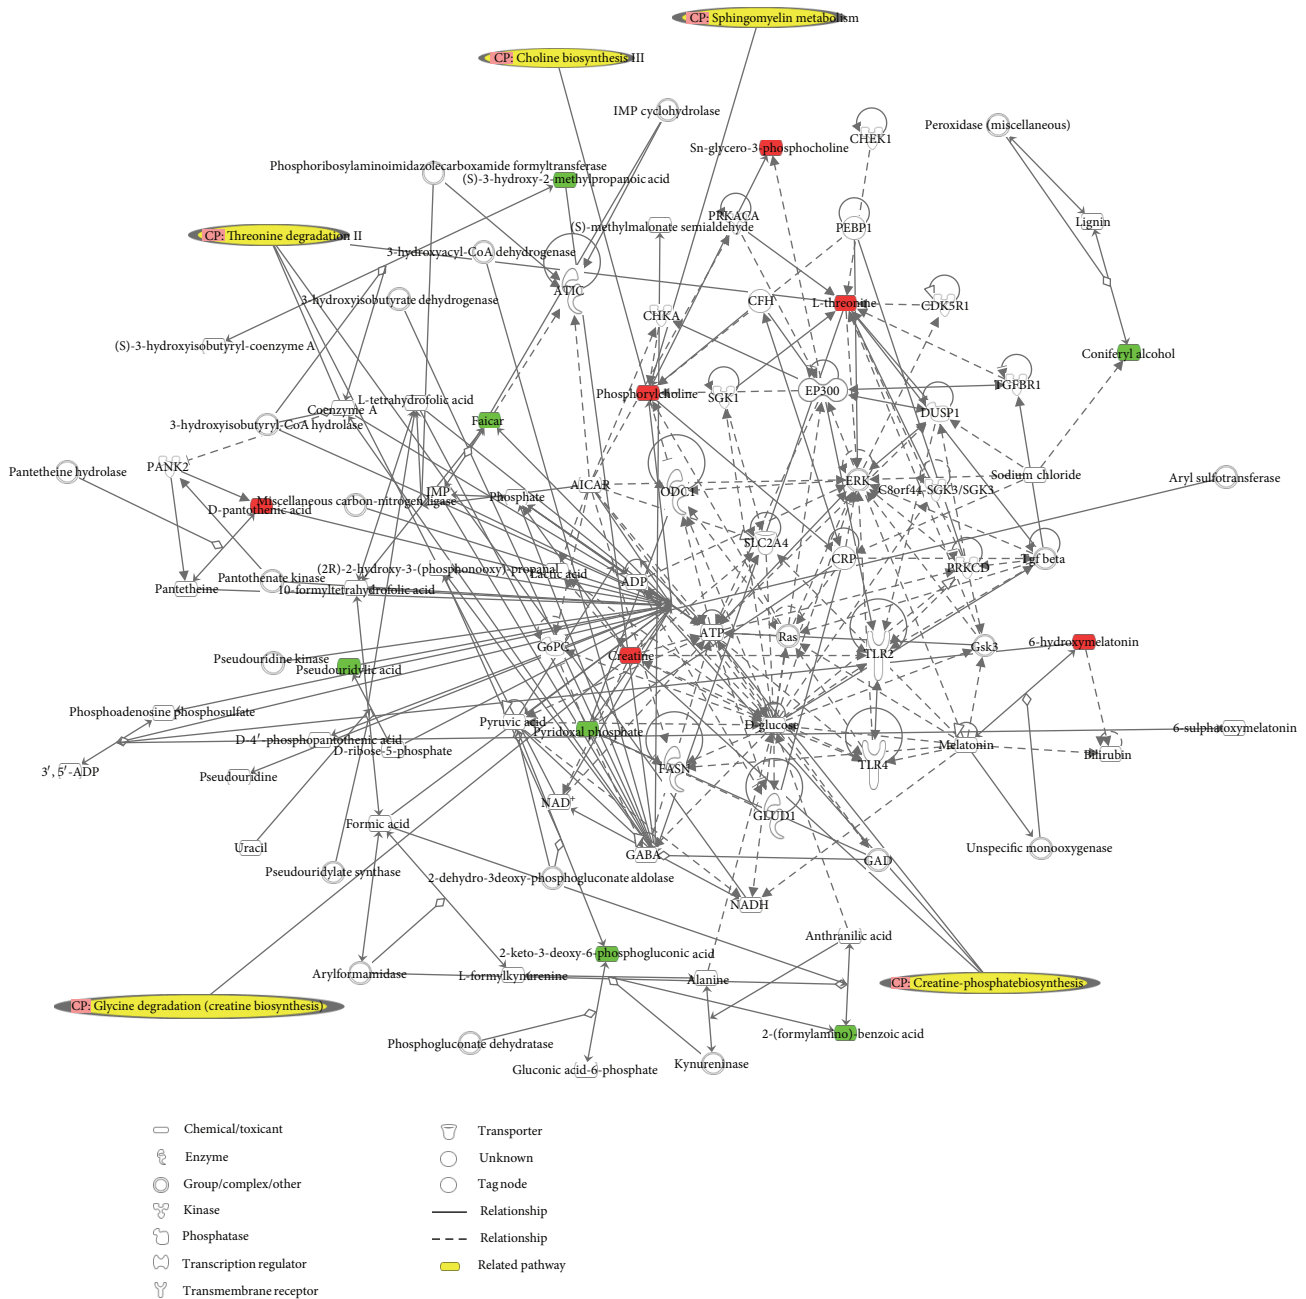 CP: Sphingomyelin metabolism
CP: Choline biosynthesis III
IMP cyclohydrolase
Peroxidase (miscellaneous)
CHEK1
Sn-glycero-3-phosphocholine
Phosphoribosylaminoimidazolecarboxamide formyltransferase
(S)-3-hydroxy-2-methylpropanoic acid
PRKACA
(S)-methylmalonate semialdehyde
PEBP1
Lignin
CP: Threonine degradation II
3-hydroxyacyl-CoA dehydrogenase
ATIC
3-hydroxyisobutyrate dehydrogenase
CFH
L-threonine
CDK5R1
CHKA
(S)-3-hydroxyisobutyryl-coenzyme A
Coniferyl alcohol
TGFBR1
Phosphorylcholine
SGK1
EP300
L-tetrahydrofolic acid
Coenzyme A
DUSP1
Faicar
3-hydroxyisobutyryl-CoA hydrolase
PANK2
Pantetheine hydrolase
Sodium chloride
Aryl sulfotransferase
AICAR
ODC1
ERK
C8orf44-SGK3/SGK3
IMP
Phosphate
Miscellaneous carbon-nitrogen ligase
D-pantothenic acid
SLC2A4
CRP
Tgf beta
PRKCD
(2R)-2-hydroxy-3-(phosphonooxy)-propanal
Lactic acid
ADP
Pantothenate kinase
Pantetheine
10-formyltetrahydrofolic acid
ATP
Ras
G6PC
Creatine
TLR2
Gsk3
6-hydroxymelatonin
Pseudouridine kinase
Pseudouridylic acid
Phosphoadenosine phosphosulfate
Pyruvic acid
Pyridoxal phosphate
D-glucose
6-sulphatoxymelatonin
D-4′-phosphopantothenic acid
D-ribose-5-phosphate
Melatonin
Bilirubin
3′, 5′-ADP
Pseudouridine
FASN
TLR4
NAD+
GLUD1
Formic acid
Uracil
GABA
GAD
Unspecific monooxygenase
Pseudouridylate synthase
2-dehydro-3deoxy-phosphogluconate aldolase
NADH
Anthranilic acid
2-keto-3-deoxy-6-phosphogluconic acid
Arylformamidase
L-formylkynurenine
Alanine
CP: Creatine-phosphatebiosynthesis
CP: Glycine degradation (creatine biosynthesis)
2-(formylamino)-benzoic acid
Phosphogluconate dehydratase
Gluconic acid-6-phosphate
Kynureninase
Chemical/toxicant
Enzyme
Group/complex/other
Kinase
Phosphatase
Transcription regulator
Transmembrane receptor
Transporter
Unknown
Tag node
Relationship
Relationship
Related pathway